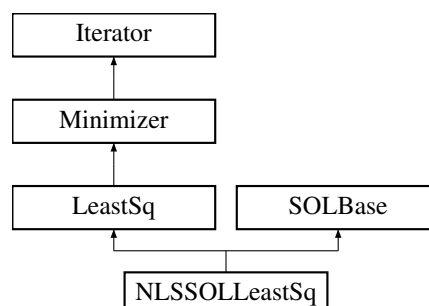 Iterator
Minimizer
LeastSq
SOLBase
NLSSOLLeastSq